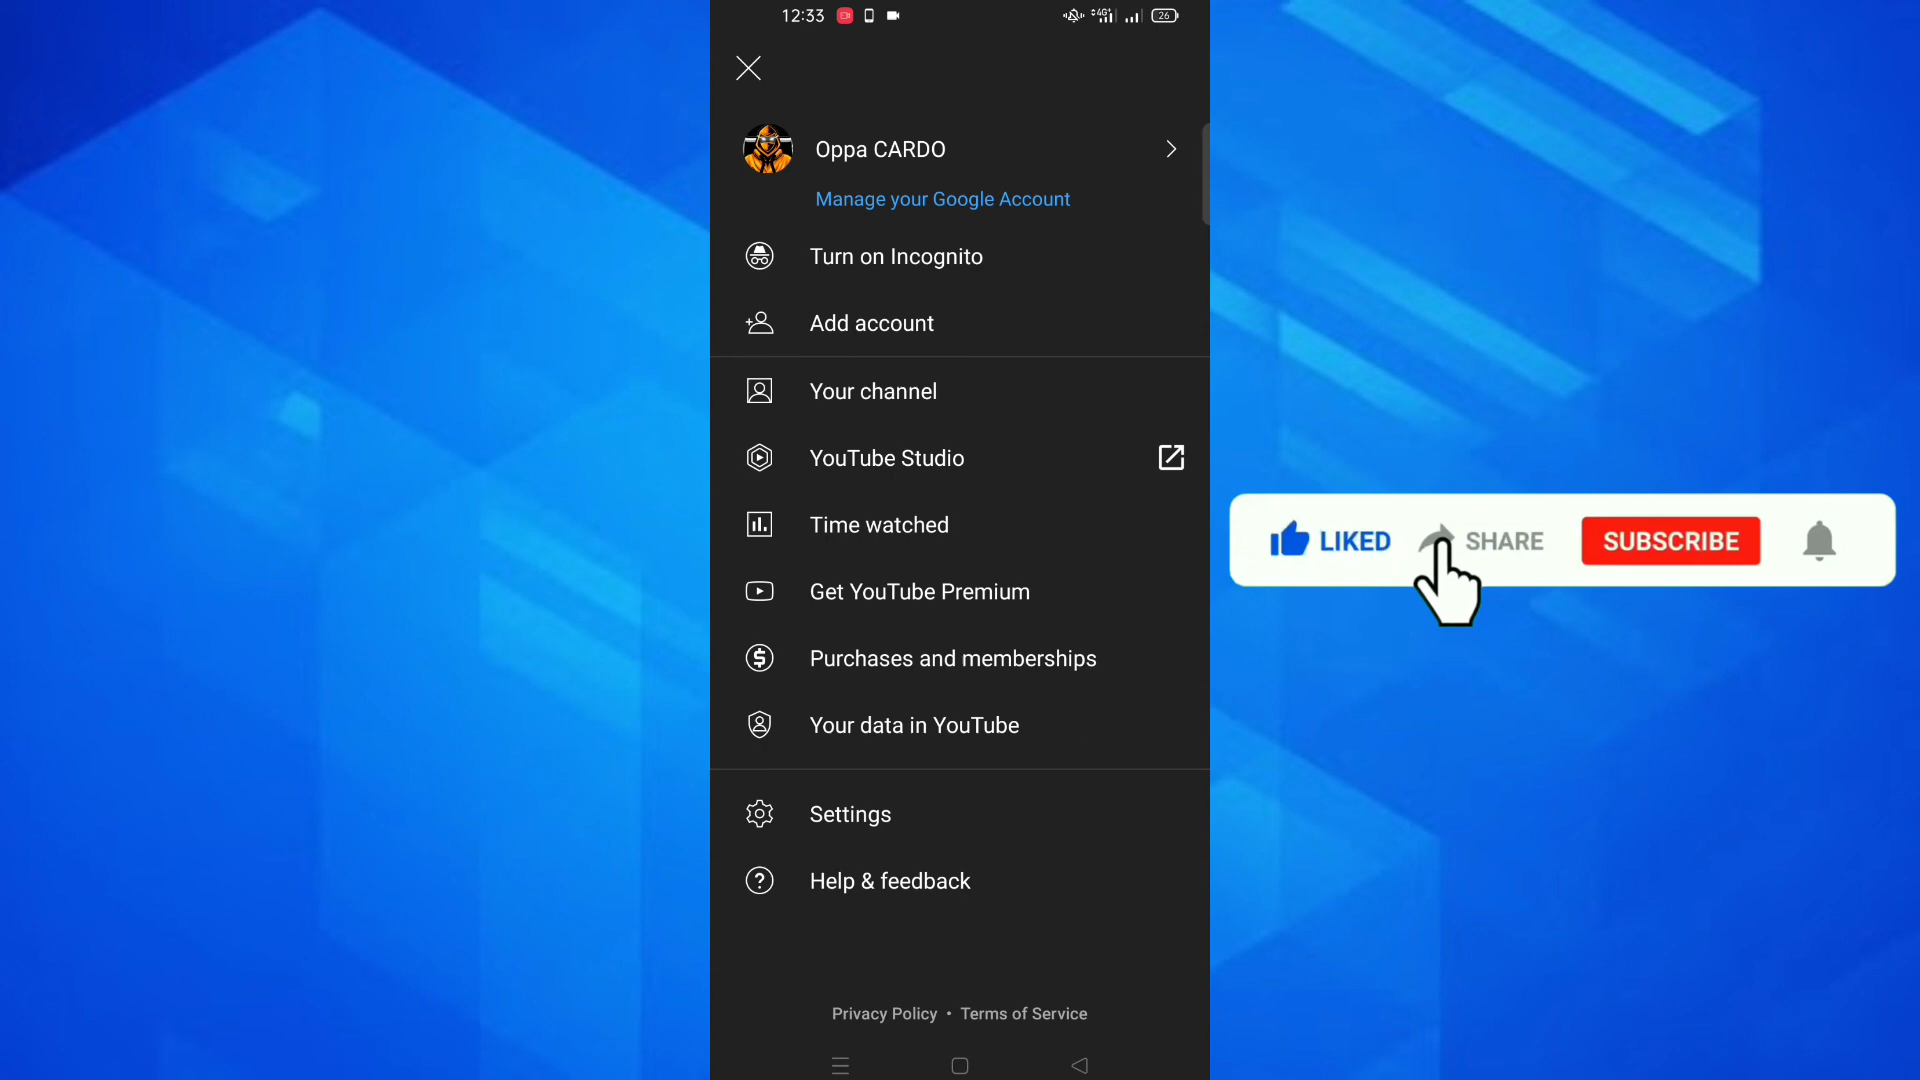 12:33
4G+
26
Oppa CARDO
Manage your Google Account
Turn on Incognito
Add account
Your channel
YouTube Studio
Time watched
Get YouTube Premium
Purchases and memberships
Your data in YouTube
Settings
Help & feedback
Privacy Policy • Terms of Service
LIKED SHARE SUBSCRIBE